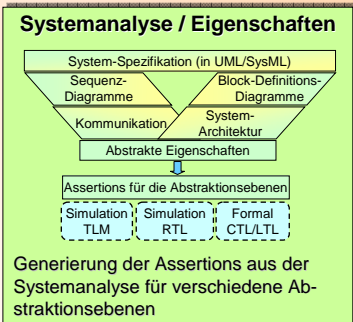 Systemanalyse / Eigenschaften
System-Spezifikation (in UML/SysML)
Sequenz-
Diagramme
Block-Definitions-
Diagramme
Kommunikation
System-
Architektur
Abstrakte Eigenschaften
Assertions für die Abstraktionsebenen
Simulation
TLM
Simulation
RTL
Formal
CTL/LTL
Generierung der Assertions aus der
Systemanalyse für verschiedene Ab-
straktionsebenen